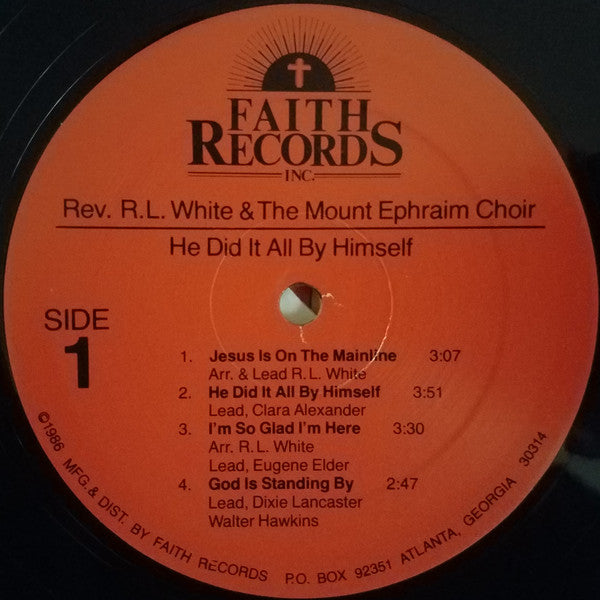 FAITH
RECORDS
INC.
Rev. R.L. White & The Mount Ephraim Choir
He Did It All By Himself
SIDE
1
1. Jesus Is On The Mainline 3:07
Arr. & Lead R. L. White
2. He Did It All By Himself 3:51
Lead, Clara Alexander
3. I'm So Glad I'm Here 3:30
Arr. R.L. White
Lead, Eugene Elder
4. God Is Standing By 2:47
Lead, Dixie Lancaster
Walter Hawkins
©1986 MFG.& DIST. BY FAITH RECORDS P.O. BOX 92351 ATLANTA, GEORGIA 30314